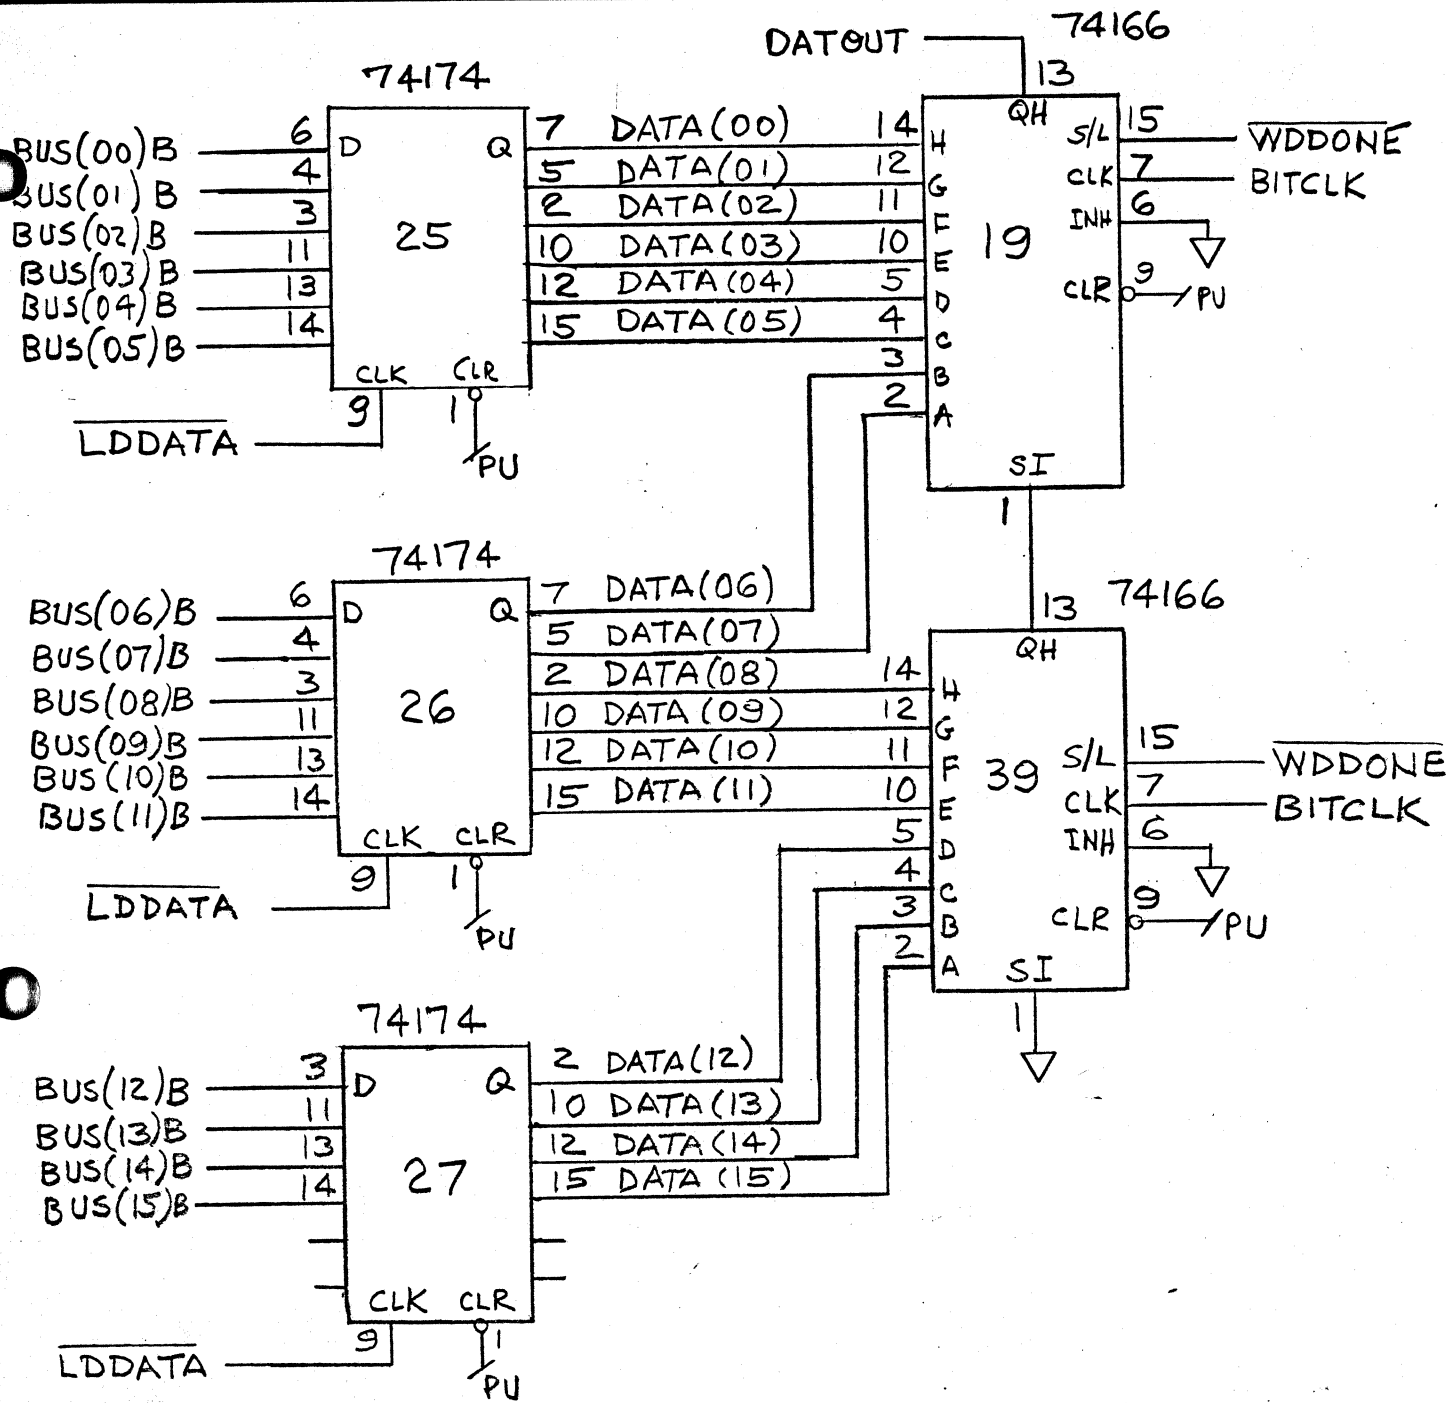 74166
DATOUT
13
74174
QH
BUS(00)B 6 D Q 7 DATA(00) 14 H S/L 15 WDDONE
BUS(01)B 4 5 DATA(01) 12 G CLK 7 BITCLK
BUS(02)B 3 25 2 DATA(02) 11 F 19 INH 6
BUS(03)B 11 10 DATA(03) 10 E
BUS(04)B 13 12 DATA(04) 5 D CLR 9 PU
BUS(05)B 14 15 DATA(05) 4 C
CLK CLR 3 B
9 1 2 A
LDDATA PU SI
1
74174
74166
13
QH
BUS(06)B 6 D Q 7 DATA(06)
BUS(07)B 4 5 DATA(07)
BUS(08)B 3 26 2 DATA(08) 14 H
BUS(09)B 11 10 DATA(09) 12 G
BUS(10)B 13 12 DATA(10) 11 F 39 S/L 15 WDDONE
BUS(11)B 14 15 DATA(11) 10 E CLK 7 BITCLK
CLK CLR 5 D INH 6
9 1 4 C
LDDATA PU 3 B CLR 9 PU
2 A SI
1
74174
BUS(12)B 3 D Q 2 DATA(12)
BUS(13)B 11 10 DATA(13)
BUS(14)B 13 27 12 DATA(14)
BUS(15)B 14 15 DATA(15)
CLK CLR
9 1
LDDATA PU